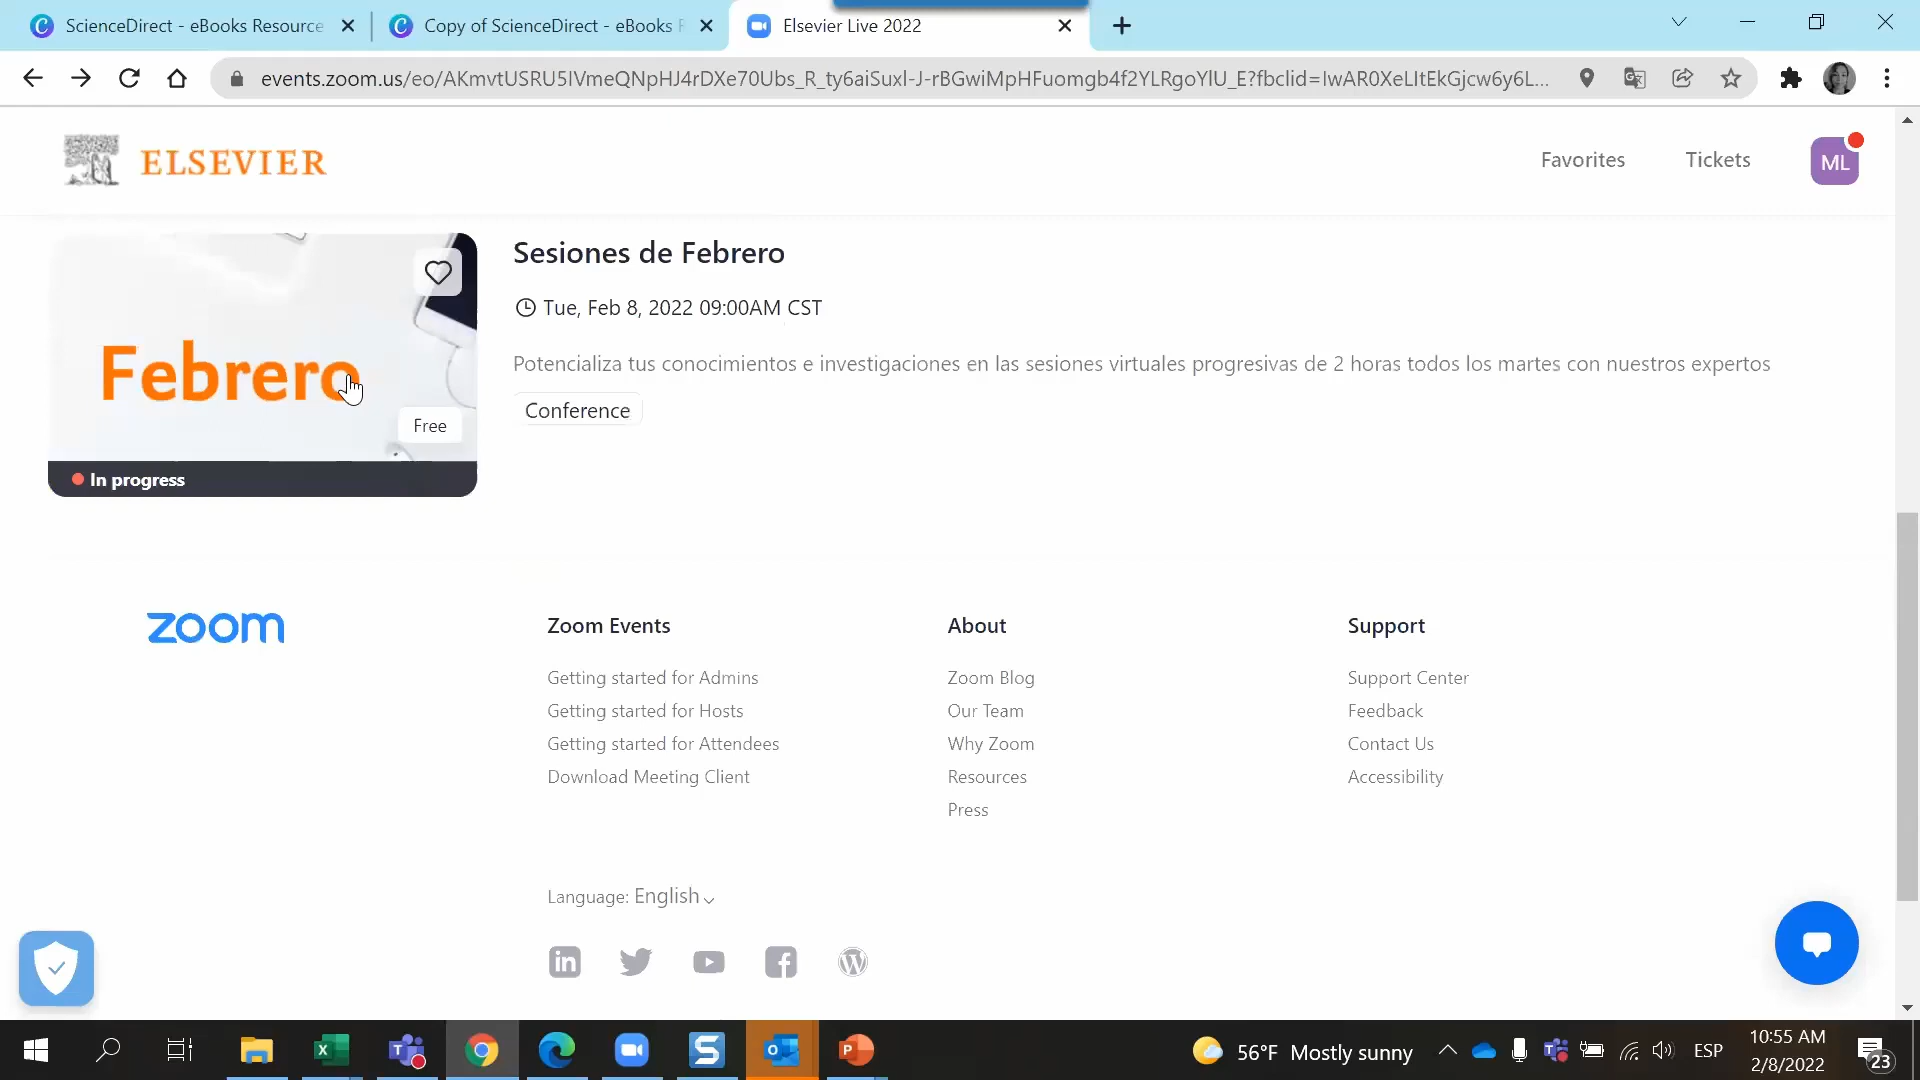 ScienceDirect - eBooks Resource
Copy of ScienceDirect - eBooks
Elsevier Live 2022
events.zoom.us/eo/AKmvtUSRU5IVmeQNpHJ4rDXe70Ubs_R_ty6aiSuxl-J-rBGwiMpHFuomgb4f2YLRgoYlU_E?fbclid=IwAR0XeLItEkGjcw6y6L...
ELSEVIER
Favorites
Tickets
ML
Febrero
Free
In progress
Sesiones de Febrero
Tue, Feb 8, 2022 09:00AM CST
Potencializa tus conocimientos e investigaciones en las sesiones virtuales progresivas de 2 horas todos los martes con nuestros expertos
Conference
zoom
Zoom Events
Getting started for Admins
Getting started for Hosts
Getting started for Attendees
Download Meeting Client
About
Zoom Blog
Our Team
Why Zoom
Resources
Press
Support
Support Center
Feedback
Contact Us
Accessibility
Language: English
56°F Mostly sunny
ESP
10:55 AM
2/8/2022
23